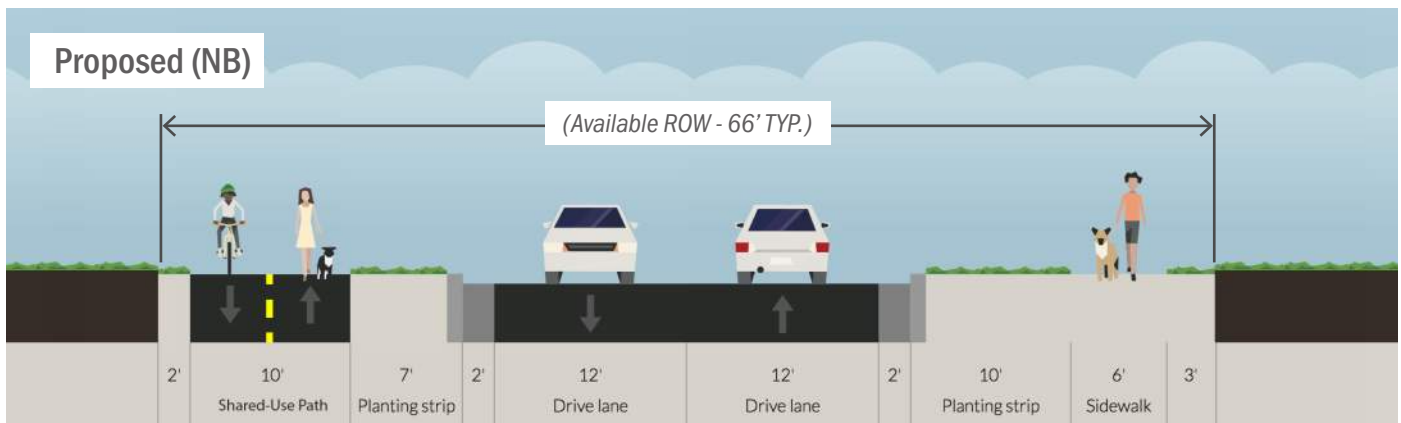 Proposed (NB)
(Available ROW - 66' TYP.)
2' 10' 7' 2' 12' 12' 2' 10' 6' 3'
Shared-Use Path Planting strip Drive lane Drive lane Planting strip Sidewalk